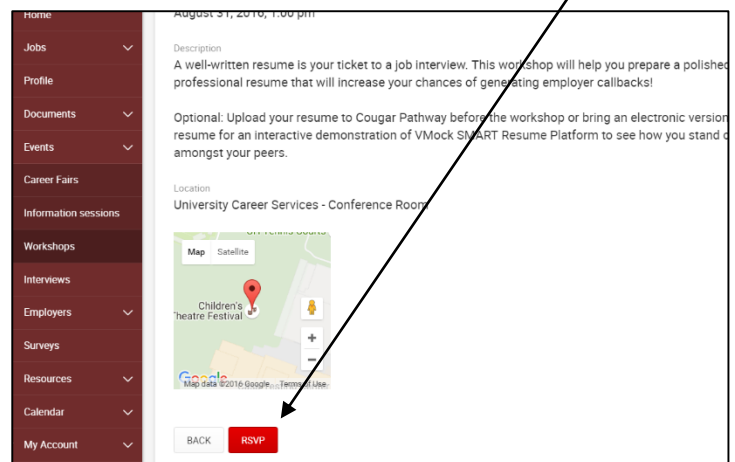 Home
Jobs
Profile
Documents
Events
Career Fairs
Information sessions
Workshops
Interviews
Employers
Surveys
Resources
Calendar
My Account
August 31, 2016, 1:00 pm
Description
A well-written resume is your ticket to a job interview. This workshop will help you prepare a polished
professional resume that will increase your chances of generating employer callbacks!
Optional: Upload your resume to Cougar Pathway before the workshop or bring an electronic version
resume for an interactive demonstration of VMock SMART Resume Platform to see how you stand
amongst your peers.
Location
University Career Services - Conference Room
Map Satellite
Children's
Theatre Festival
+
−
Google
Map data ©2016 Google Terms of Use
BACK RSVP